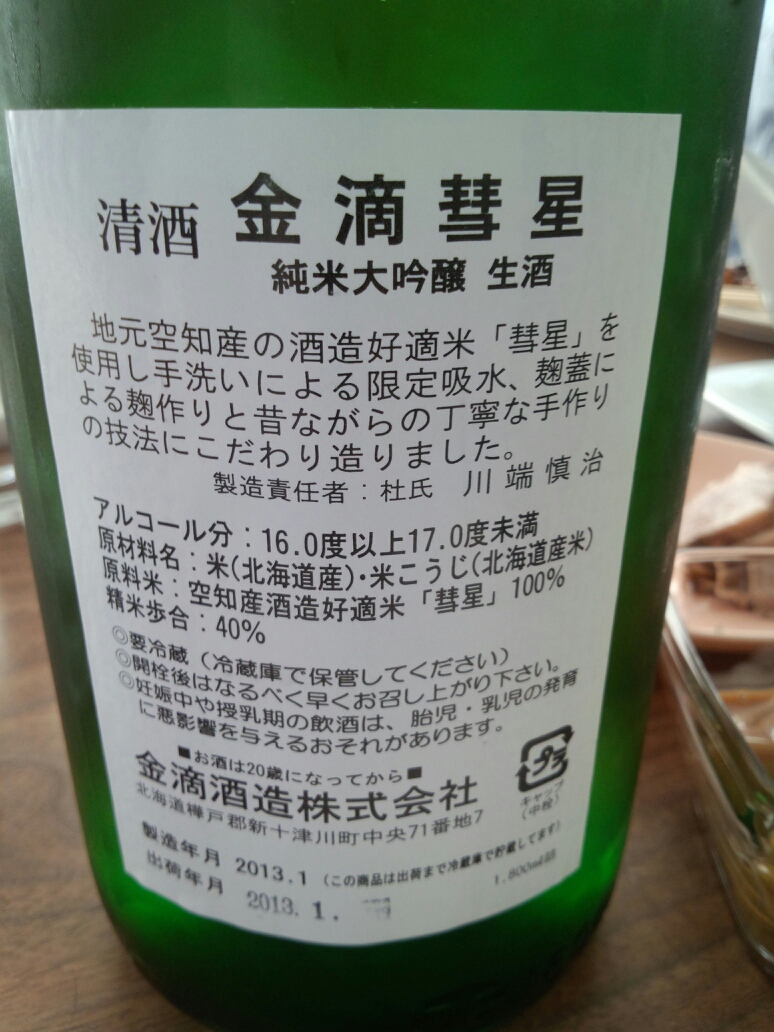 清酒 金滴彗星
純米大吟醸 生酒
地元空知産の酒造好適米「彗星」を
使用し手洗いによる限定吸水、麹蓋に
よる麹作りと昔ながらの丁寧な手作り
の技法にこだわり造りました。
製造責任者：杜氏 川端慎治
アルコール分：16.0度以上17.0度未満
原材料名：米(北海道産)・米こうじ(北海道産米)
原料米：空知産酒造好適米「彗星」100%
精米歩合：40%
◎要冷蔵（冷蔵庫で保管してください）
◎開栓後はなるべく早くお召し上がり下さい。
◎妊娠中や授乳期の飲酒は、胎児・乳児の発育
に悪影響を与えるおそれがあります。
■お酒は20歳になってから■
金滴酒造株式会社
北海道樺戸郡新十津川町中央71番地7
プラ
キャップ
(中栓)
製造年月 2013.1（この商品は出荷まで冷蔵庫で貯蔵してます）
出荷年月 2013.1.
1,800ml詰